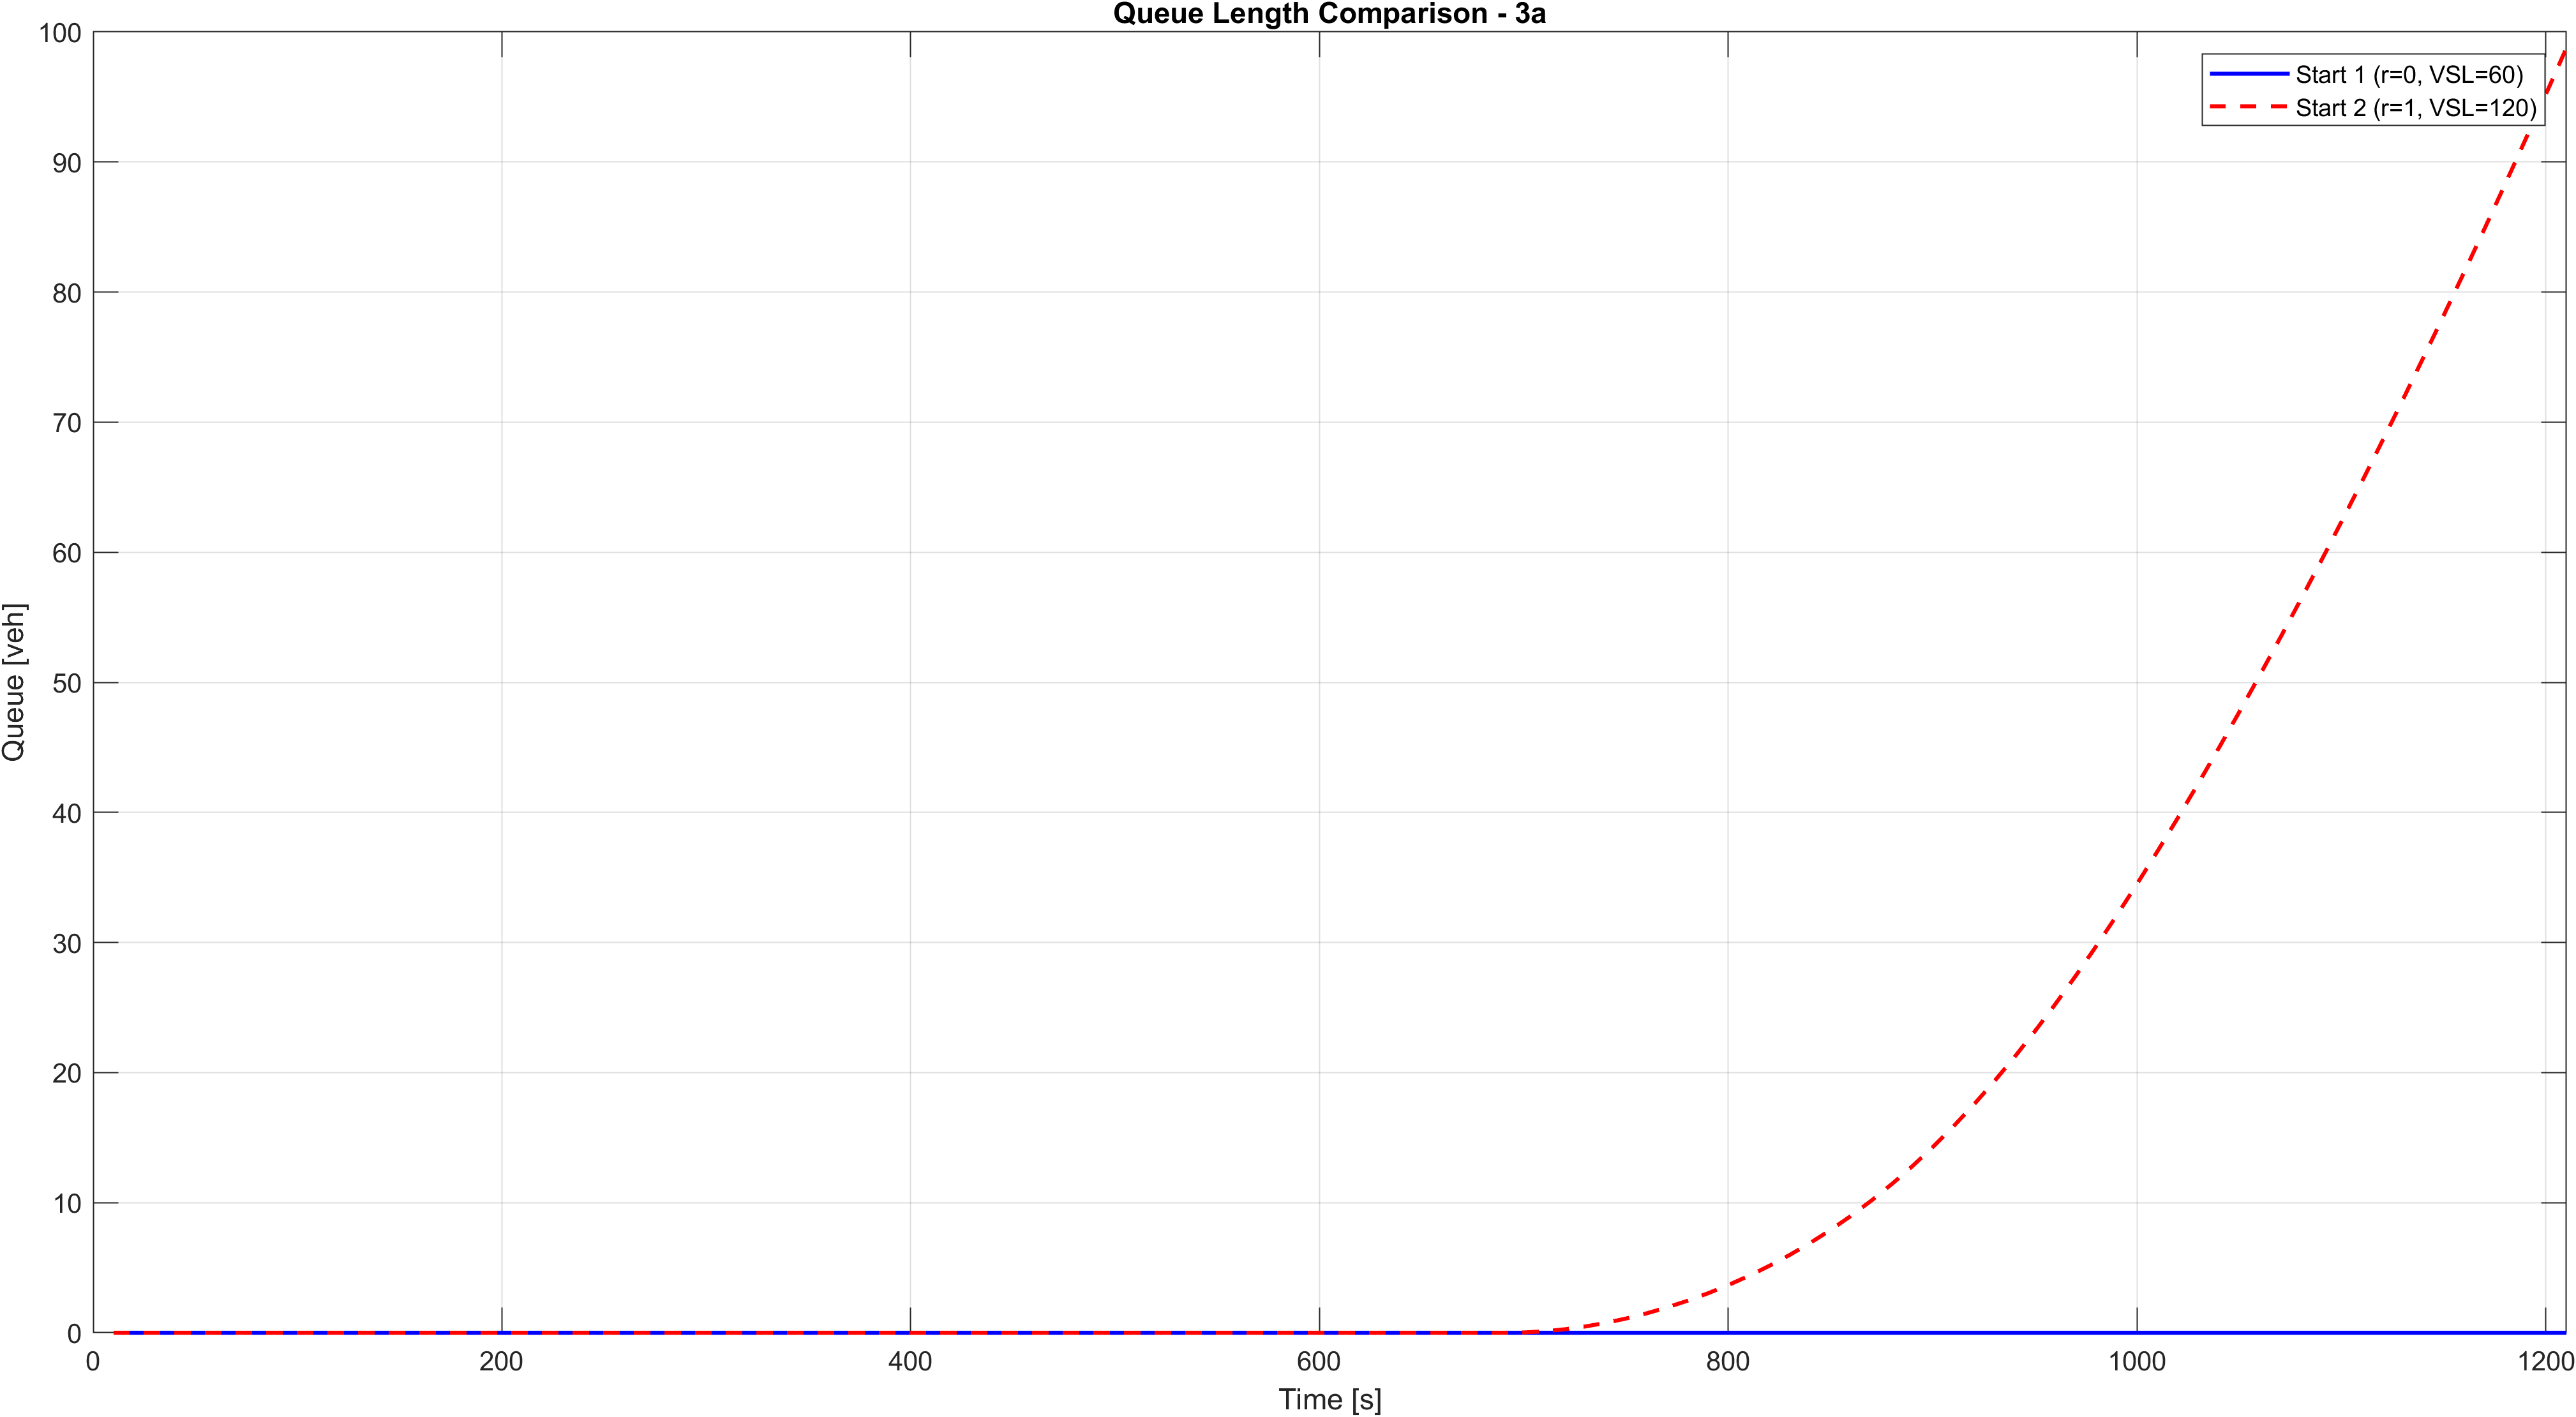 Queue Length Comparison - 3a
100
90
80
70
60
50
40
30
20
10
0
Queue [veh]
Start 1 (r=0, VSL=60)
Start 2 (r=1, VSL=120)
0 200 400 600 800 1000 1200
Time [s]